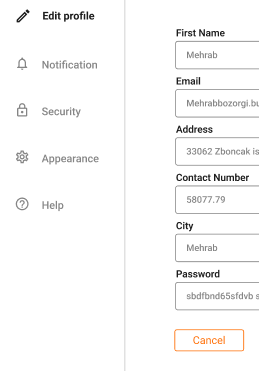 Edit profile
Notification
Security
Appearance
Help
First Name
Mehrab
Email
Mehrabbozorgi.bu
Address
33062 Zboncak is
Contact Number
58077.79
City
Mehrab
Password
sbdfbnd65sfdvb s
Cancel